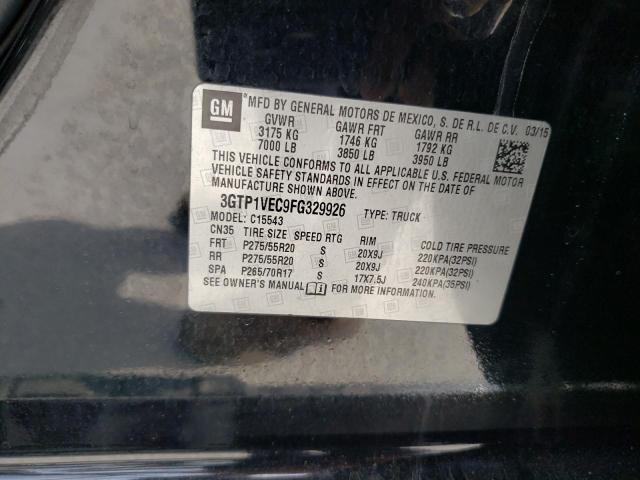 GM
®MFD BY GENERAL MOTORS DE MEXICO, S. DE R.L. DE C.V. 03/15
GVWR GAWR FRT GAWR RR
3175 KG 1746 KG 1792 KG
7000 LB 3850 LB 3950 LB
THIS VEHICLE CONFORMS TO ALL APPLICABLE U.S. FEDERAL MOTOR
VEHICLE SAFETY STANDARDS IN EFFECT ON THE DATE OF
MANUFACTURE SHOWN ABOVE.
3GTP1VEC9FG329926 TYPE: TRUCK
MODEL: C15543
CN35 TIRE SIZE SPEED RTG RIM COLD TIRE PRESSURE
FRT P275/55R20 S 20X9J 220KPA(32PSI)
RR P275/55R20 S 20X9J 220KPA(32PSI)
SPA P265/70R17 S 17X7.5J 240KPA(35PSI)
SEE OWNER'S MANUAL FOR MORE INFORMATION.